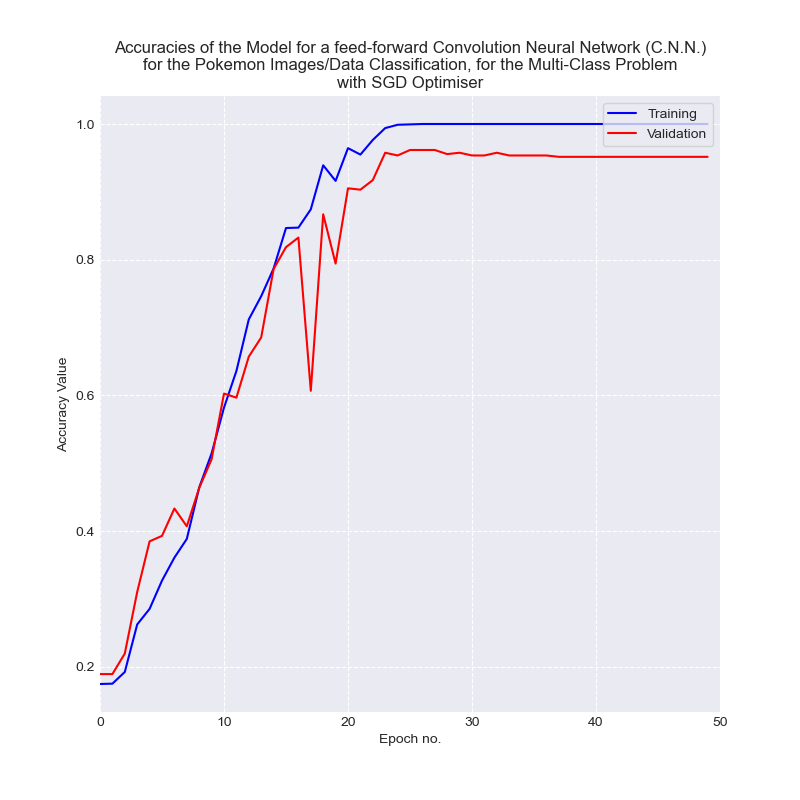 Accuracies of the Model for a feed-forward Convolution Neural Network (C.N.N.)
for the Pokemon Images/Data Classification, for the Multi-Class Problem
with SGD Optimiser
Training
Validation
1.0
0.8
0.6
0.4
0.2
Accuracy Value
0 10 20 30 40 50
Epoch no.